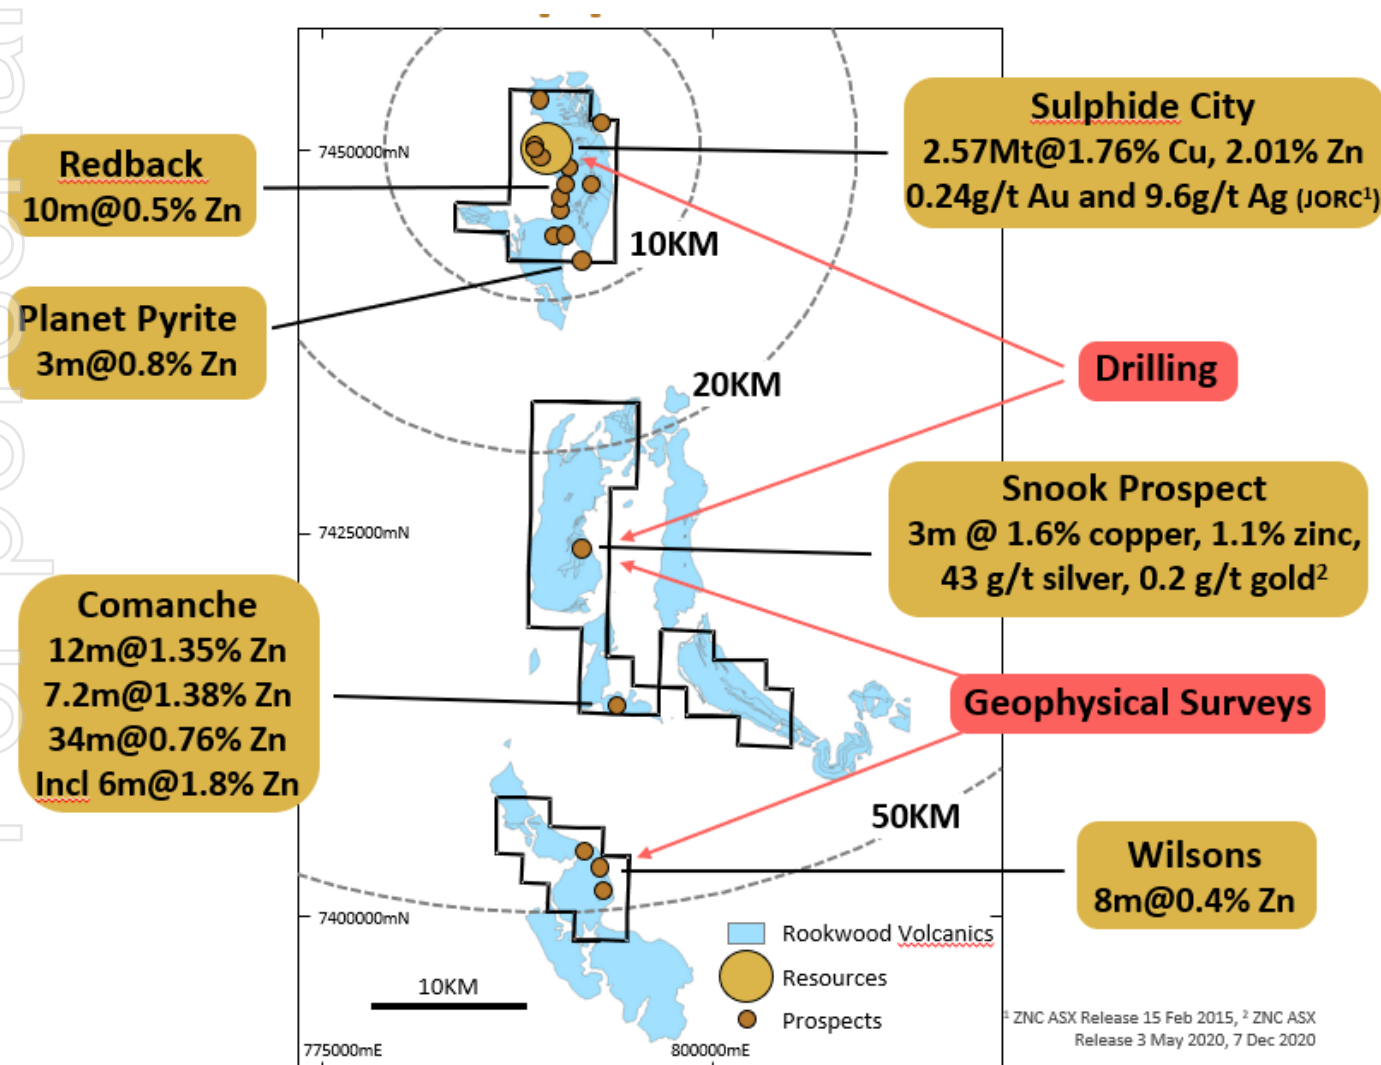 Sulphide City
2.57Mt@1.76% Cu, 2.01% Zn
0.24g/t Au and 9.6g/t Ag (JORC¹)
7450000mN
Redback
10m@0.5% Zn
10KM
Planet Pyrite
3m@0.8% Zn
20KM
Drilling
Snook Prospect
3m @ 1.6% copper, 1.1% zinc,
43 g/t silver, 0.2 g/t gold²
7425000mN
Comanche
12m@1.35% Zn
7.2m@1.38% Zn
34m@0.76% Zn
Incl 6m@1.8% Zn
Geophysical Surveys
50KM
Wilsons
8m@0.4% Zn
7400000mN
Rookwood Volcanics
Resources
Prospects
10KM
¹ ZNC ASX Release 15 Feb 2015, ² ZNC ASX
Release 3 May 2020, 7 Dec 2020
775000mE
800000mE